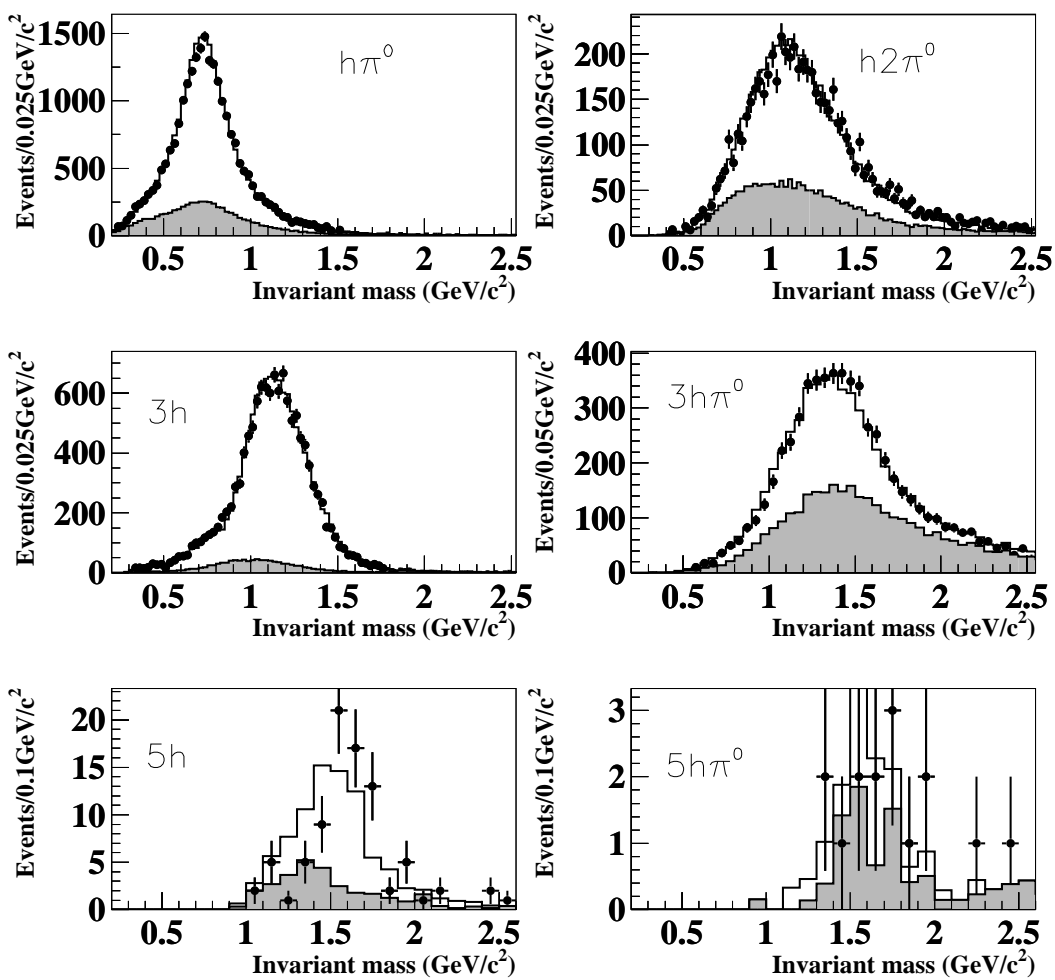 Events/0.025GeV/c²
1500
1000
500
0
hπ⁰
0.5 1 1.5 2 2.5
Invariant mass (GeV/c²)
Events/0.025GeV/c²
200
150
100
50
0
h2π⁰
0.5 1 1.5 2 2.5
Invariant mass (GeV/c²)
Events/0.025GeV/c²
600
400
200
0
3h
0.5 1 1.5 2 2.5
Invariant mass (GeV/c²)
Events/0.05GeV/c²
400
300
200
100
0
3hπ⁰
0.5 1 1.5 2 2.5
Invariant mass (GeV/c²)
Events/0.1GeV/c²
20
15
10
5
0
5h
0.5 1 1.5 2 2.5
Invariant mass (GeV/c²)
Events/0.1GeV/c²
3
2
1
0
5hπ⁰
0.5 1 1.5 2 2.5
Invariant mass (GeV/c²)